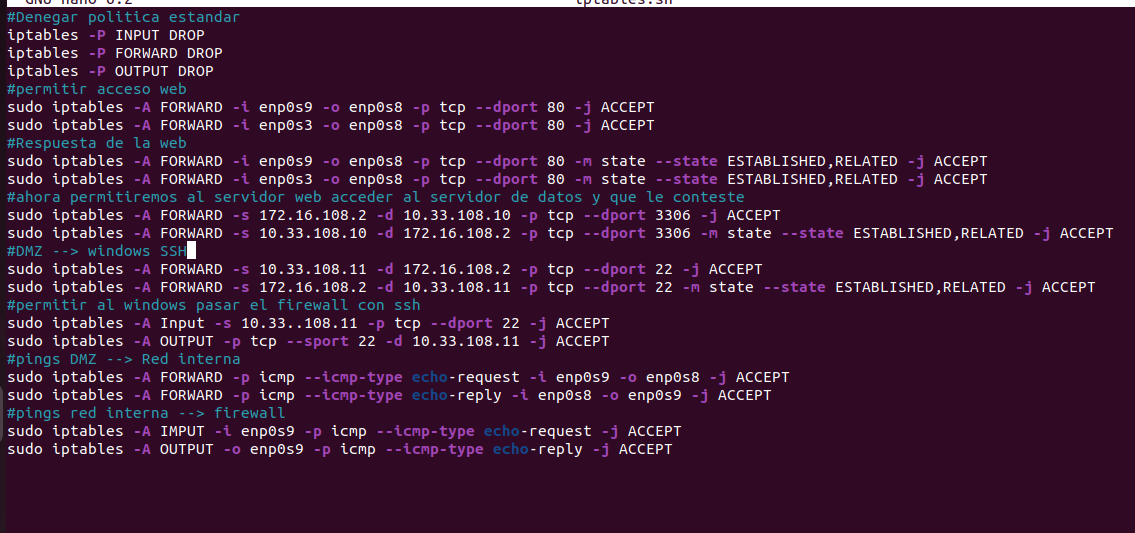 #Denegar politica estandar
iptables -P INPUT DROP
iptables -P FORWARD DROP
iptables -P OUTPUT DROP
#permitir acceso web
sudo iptables -A FORWARD -i enp0s9 -o enp0s8 -p tcp --dport 80 -j ACCEPT
sudo iptables -A FORWARD -i enp0s3 -o enp0s8 -p tcp --dport 80 -j ACCEPT
#Respuesta de la web
sudo iptables -A FORWARD -i enp0s9 -o enp0s8 -p tcp --dport 80 -m state --state ESTABLISHED,RELATED -j ACCEPT
sudo iptables -A FORWARD -i enp0s3 -o enp0s8 -p tcp --dport 80 -m state --state ESTABLISHED,RELATED -j ACCEPT
#ahora permitiremos al servidor web acceder al servidor de datos y que le conteste
sudo iptables -A FORWARD -s 172.16.108.2 -d 10.33.108.10 -p tcp --dport 3306 -j ACCEPT
sudo iptables -A FORWARD -s 10.33.108.10 -d 172.16.108.2 -p tcp --dport 3306 -m state --state ESTABLISHED,RELATED -j ACCEPT
#DMZ --> windows SSH
sudo iptables -A FORWARD -s 10.33.108.11 -d 172.16.108.2 -p tcp --dport 22 -j ACCEPT
sudo iptables -A FORWARD -s 172.16.108.2 -d 10.33.108.11 -p tcp --dport 22 -m state --state ESTABLISHED,RELATED -j ACCEPT
#permitir al windows pasar el firewall con ssh
sudo iptables -A Input -s 10.33..108.11 -p tcp --dport 22 -j ACCEPT
sudo iptables -A OUTPUT -p tcp --sport 22 -d 10.33.108.11 -j ACCEPT
#pings DMZ --> Red interna
sudo iptables -A FORWARD -p icmp --icmp-type echo-request -i enp0s9 -o enp0s8 -j ACCEPT
sudo iptables -A FORWARD -p icmp --icmp-type echo-reply -i enp0s8 -o enp0s9 -j ACCEPT
#pings red interna --> firewall
sudo iptables -A IMPUT -i enp0s9 -p icmp --icmp-type echo-request -j ACCEPT
sudo iptables -A OUTPUT -o enp0s9 -p icmp --icmp-type echo-reply -j ACCEPT